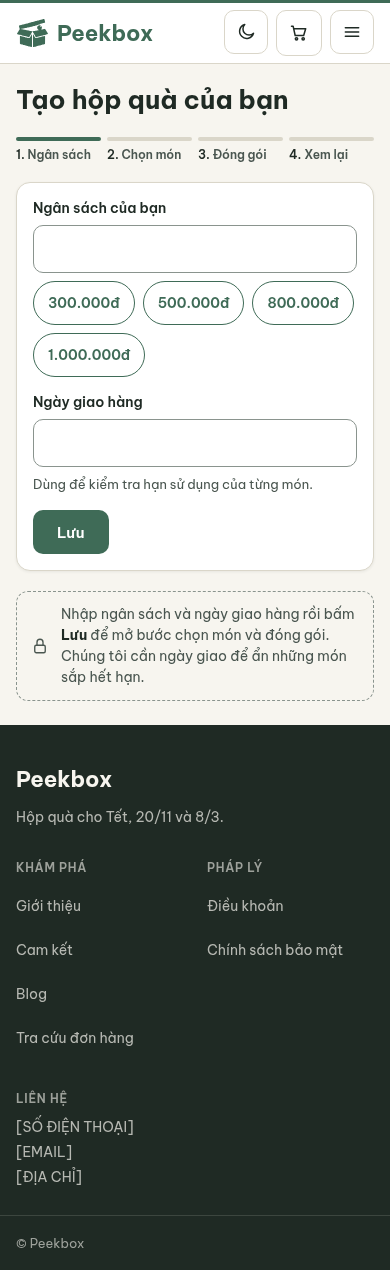 Peekbox
Tạo hộp quà của bạn
1. Ngân sách
2. Chọn món
3. Đóng gói
4. Xem lại
Ngân sách của bạn
300.000đ
500.000đ
800.000đ
1.000.000đ
Ngày giao hàng
Dùng để kiểm tra hạn sử dụng của từng món.
Lưu
Nhập ngân sách và ngày giao hàng rồi bấm
Lưu để mở bước chọn món và đóng gói.
Chúng tôi cần ngày giao để ẩn những món
sắp hết hạn.
Peekbox
Hộp quà cho Tết, 20/11 và 8/3.
KHÁM PHÁ
Giới thiệu
Cam kết
Blog
Tra cứu đơn hàng
PHÁP LÝ
Điều khoản
Chính sách bảo mật
LIÊN HỆ
[SỐ ĐIỆN THOẠI]
[EMAIL]
[ĐỊA CHỈ]
© Peekbox